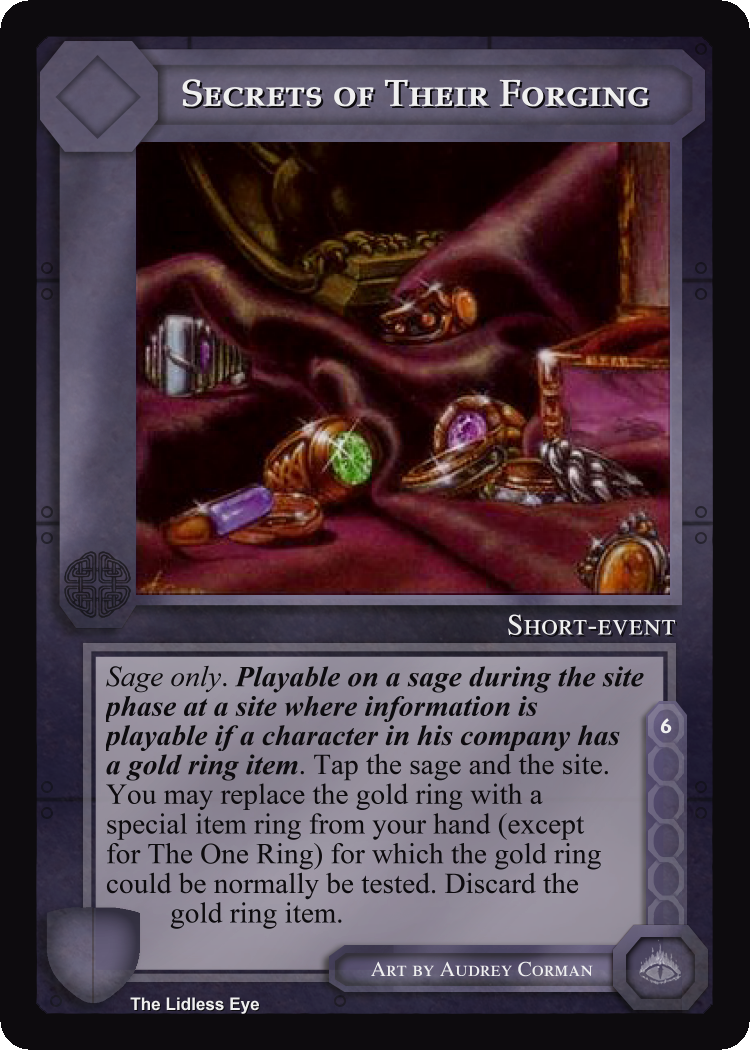 Secrets of Their Forging
Short-event
Sage only. Playable on a sage during the site
phase at a site where information is
playable if a character in his company has
a gold ring item. Tap the sage and the site.
You may replace the gold ring with a
special item ring from your hand (except
for The One Ring) for which the gold ring
could be normally be tested. Discard the
gold ring item.
6
Art by Audrey Corman
The Lidless Eye